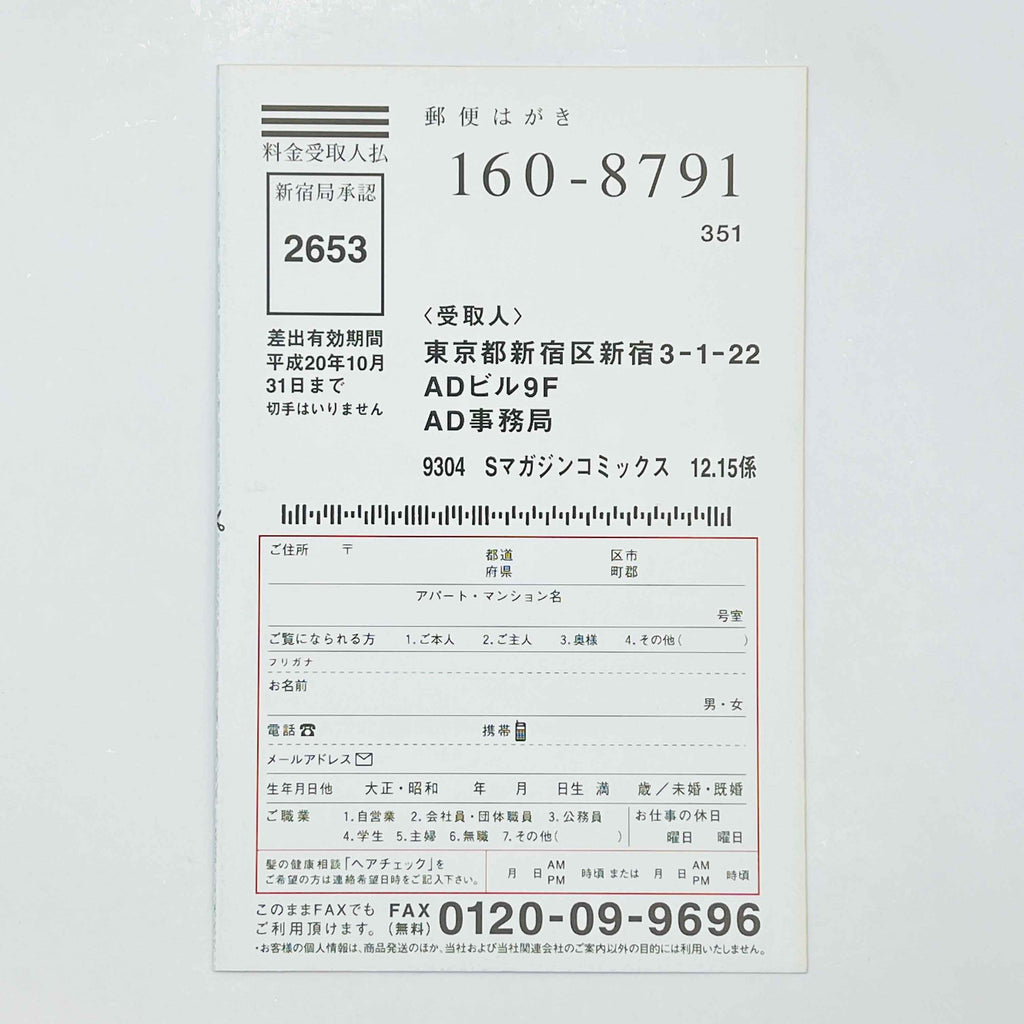 郵便はがき
料金受取人払
160-8791
新宿局承認
2653
351
差出有効期間
平成20年10月
31日まで
切手はいりません
〈受取人〉
東京都新宿区新宿3-1-22
ADビル9F
AD事務局
9304 Sマガジンコミックス 12.15係
ご住所 〒 都道府県 区市町郡
アパート・マンション名
号室
ご覧になられる方 1.ご本人 2.ご主人 3.奥様 4.その他( )
フリガナ
お名前
男・女
電話 携帯
メールアドレス
生年月日他 大正・昭和 年 月 日生 満 歳／未婚・既婚
ご職業 1.自営業 2.会社員・団体職員 3.公務員
4.学生 5.主婦 6.無職 7.その他( )
お仕事の休日
曜日 曜日
髪の健康相談「ヘアチェック」を
ご希望の方は連絡希望日時をご記入下さい。
月 日 AM PM 時頃 または 月 日 AM PM 時頃
このままFAXでも
ご利用頂けます。
FAX
(無料)
0120-09-9696
・お客様の個人情報は、商品発送のほか、当社および当社関連会社のご案内以外の目的には利用いたしません。